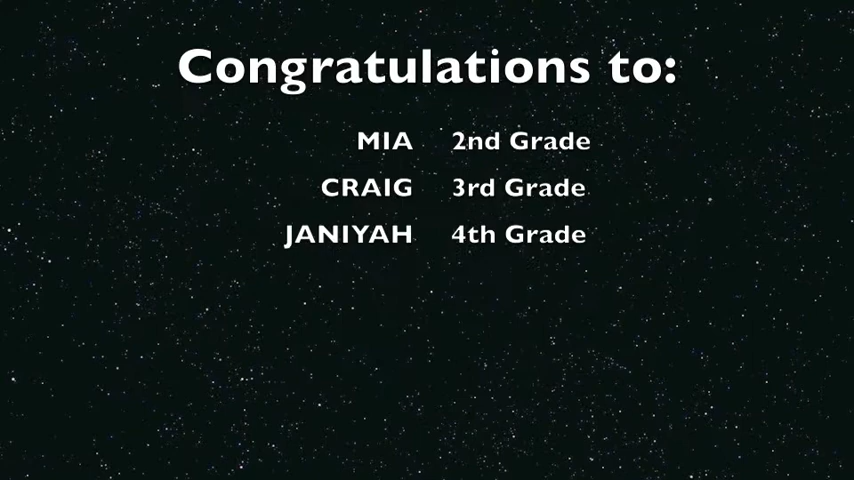 Congratulations to:
MIA 2nd Grade
CRAIG 3rd Grade
JANIYAH 4th Grade